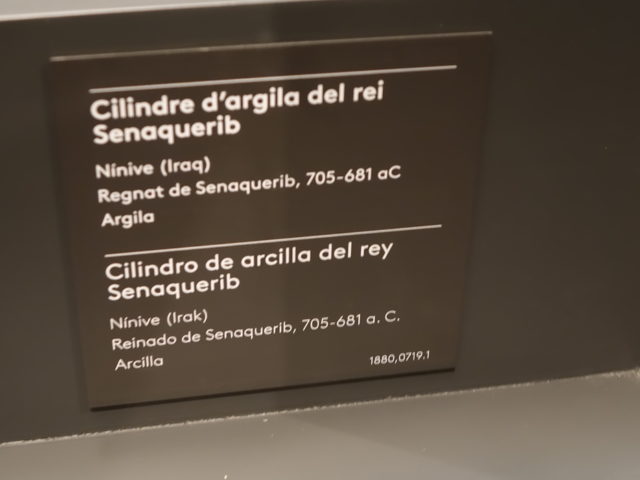 Cilindre d'argila del rei
Senaquerib
Nínive (Iraq)
Regnat de Senaquerib, 705-681 aC
Argila
Cilindro de arcilla del rey
Senaquerib
Nínive (Irak)
Reinado de Senaquerib, 705-681 a. C.
Arcilla
1880,0719.1